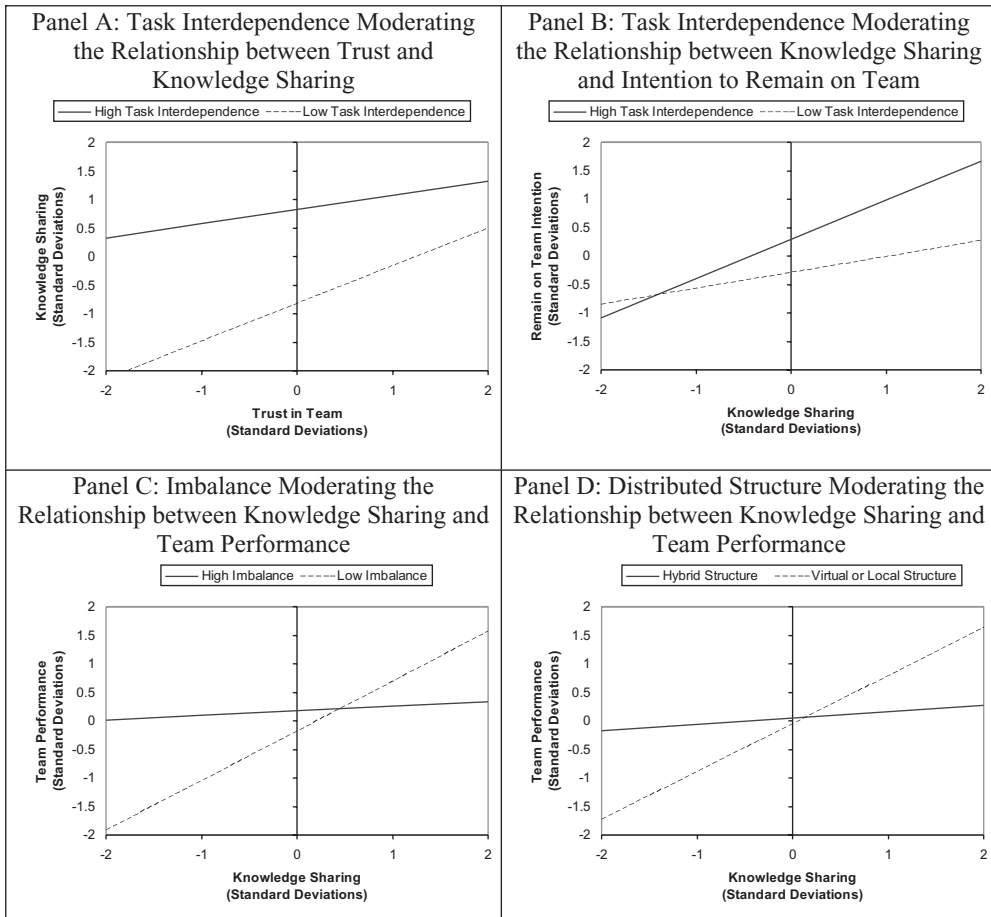 Panel A: Task Interdependence Moderating
the Relationship between Trust and
Knowledge Sharing
High Task Interdependence
Low Task Interdependence
Knowledge Sharing
(Standard Deviations)
2
1.5
1
0.5
0
-0.5
-1
-1.5
-2
-2
-1
0
1
2
Trust in Team
(Standard Deviations)
Panel B: Task Interdependence Moderating
the Relationship between Knowledge Sharing
and Intention to Remain on Team
High Task Interdependence
Low Task Interdependence
Remain on Team Intention
(Standard Deviations)
2
1.5
1
0.5
0
-0.5
-1
-1.5
-2
-2
-1
0
1
2
Knowledge Sharing
(Standard Deviations)
Panel C: Imbalance Moderating the
Relationship between Knowledge Sharing and
Team Performance
High Imbalance
Low Imbalance
Team Performance
(Standard Deviations)
2
1.5
1
0.5
0
-0.5
-1
-1.5
-2
-2
-1
0
1
2
Knowledge Sharing
(Standard Deviations)
Panel D: Distributed Structure Moderating the
Relationship between Knowledge Sharing and
Team Performance
Hybrid Structure
Virtual or Local Structure
Team Performance
(Standard Deviations)
2
1.5
1
0.5
0
-0.5
-1
-1.5
-2
-2
-1
0
1
2
Knowledge Sharing
(Standard Deviations)